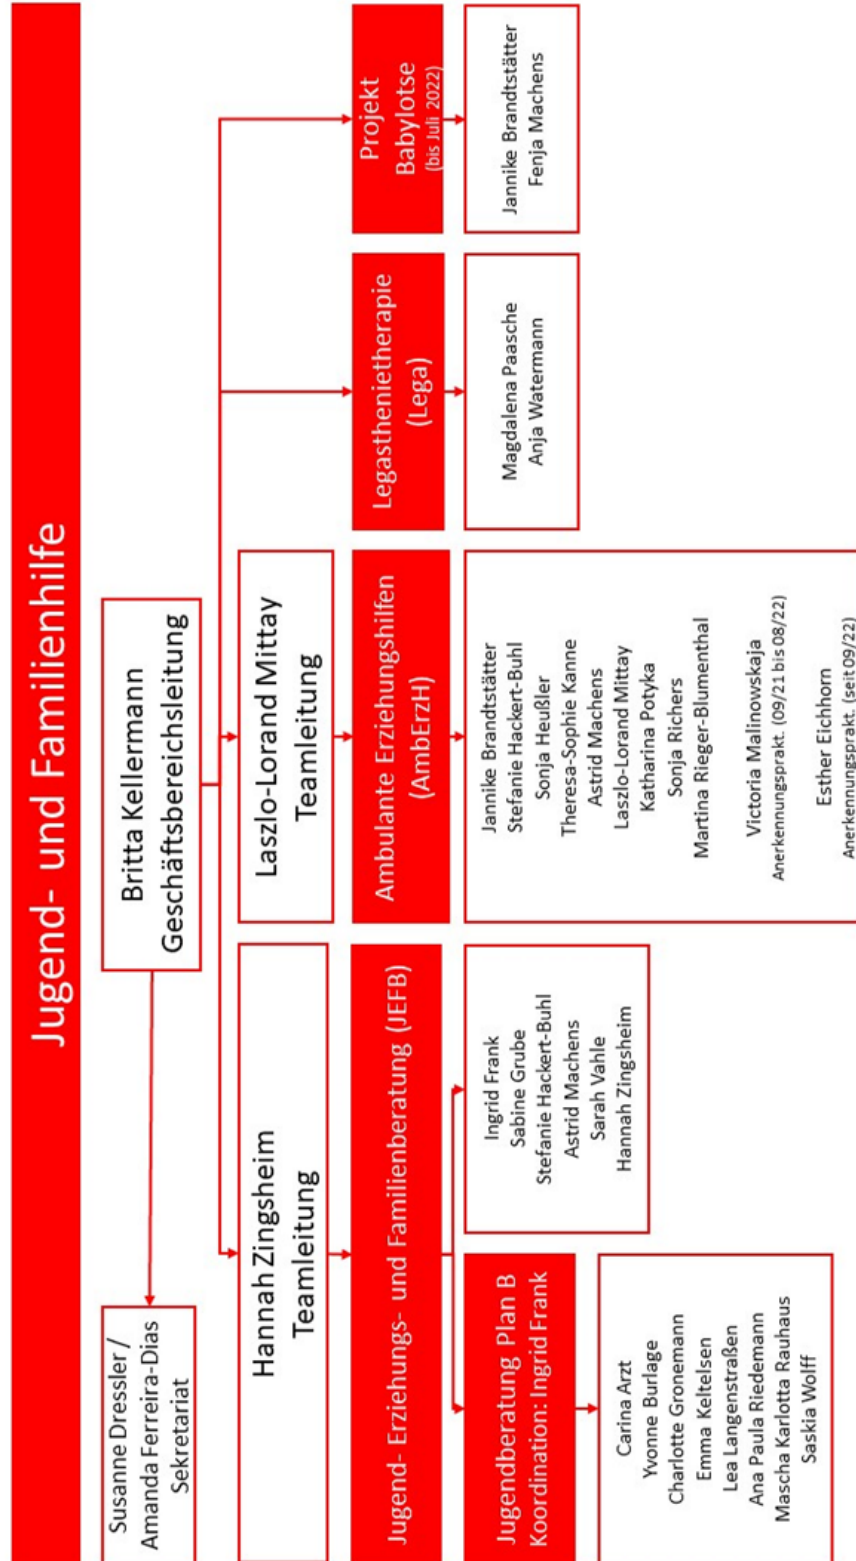 Jugend- und Familienhilfe
Susanne Dressler /
Amanda Ferreira-Dias
Sekretariat
Britta Kellermann
Geschäftsbereichsleitung
Hannah Zingsheim
Teamleitung
Laszlo-Lorand Mittay
Teamleitung
Jugend- Erziehungs- und Familienberatung (JEFB)
Ambulante Erziehungshilfen
(AmbErzH)
Legasthenietherapie
(Lega)
Projekt
Babylotse
(bis Juli 2022)
Jugendberatung Plan B
Koordination: Ingrid Frank
Ingrid Frank
Sabine Grube
Stefanie Hackert-Buhl
Astrid Machens
Sarah Vahle
Hannah Zingsheim
Jannike Brandtstätter
Stefanie Hackert-Buhl
Sonja Heußler
Theresa-Sophie Kanne
Astrid Machens
Laszlo-Lorand Mittay
Katharina Potyka
Sonja Richers
Martina Rieger-Blumenthal
Victoria Malinowskaja
Anerkennungsprakt. (09/21 bis 08/22)
Esther Eichhorn
Anerkennungsprakt. (seit 09/22)
Magdalena Paasche
Anja Watermann
Jannike Brandtstätter
Fenja Machens
Carina Arzt
Yvonne Burlage
Charlotte Gronemann
Emma Keltelsen
Lea Langenstraßen
Ana Paula Riedemann
Mascha Karlotta Rauhaus
Saskia Wolff